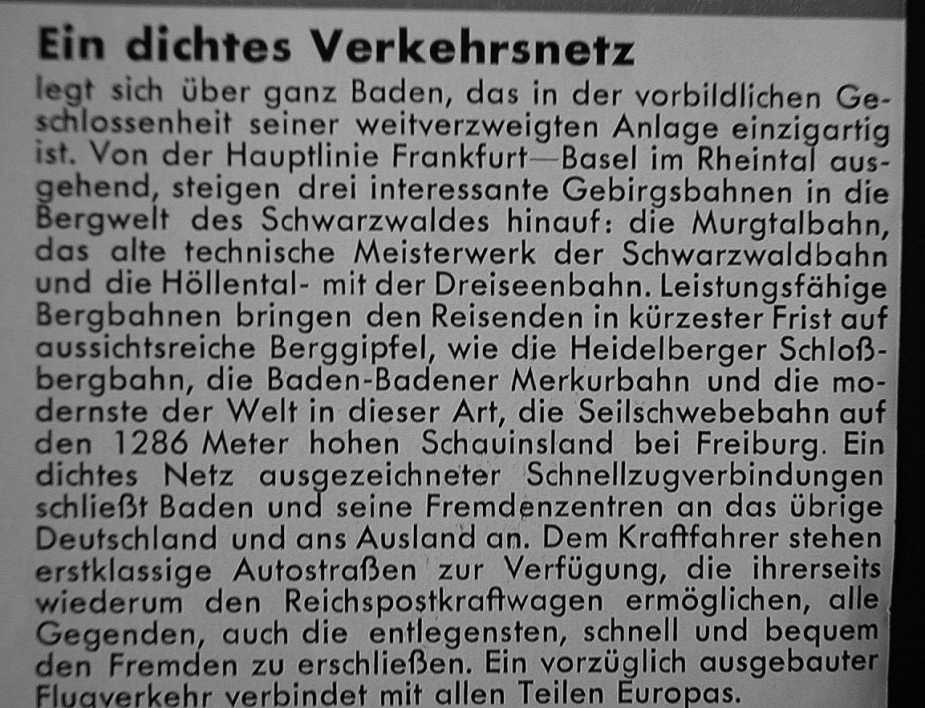 Ein dichtes Verkehrsnetz
legt sich über ganz Baden, das in der vorbildlichen Ge-
schlossenheit seiner weitverzweigten Anlage einzigartig
ist. Von der Hauptlinie Frankfurt—Basel im Rheintal aus-
gehend, steigen drei interessante Gebirgsbahnen in die
Bergwelt des Schwarzwaldes hinauf: die Murgtalbahn,
das alte technische Meisterwerk der Schwarzwaldbahn
und die Höllental- mit der Dreiseenbahn. Leistungsfähige
Bergbahnen bringen den Reisenden in kürzester Frist auf
aussichtsreiche Berggipfel, wie die Heidelberger Schloß-
bergbahn, die Baden-Badener Merkurbahn und die mo-
dernste der Welt in dieser Art, die Seilschwebebahn auf
den 1286 Meter hohen Schauinsland bei Freiburg. Ein
dichtes Netz ausgezeichneter Schnellzugverbindungen
schließt Baden und seine Fremdenzentren an das übrige
Deutschland und ans Ausland an. Dem Kraftfahrer stehen
erstklassige Autostraßen zur Verfügung, die ihrerseits
wiederum den Reichspostkraftwagen ermöglichen, alle
Gegenden, auch die entlegensten, schnell und bequem
den Fremden zu erschließen. Ein vorzüglich ausgebauter
Flugverkehr verbindet mit allen Teilen Europas.